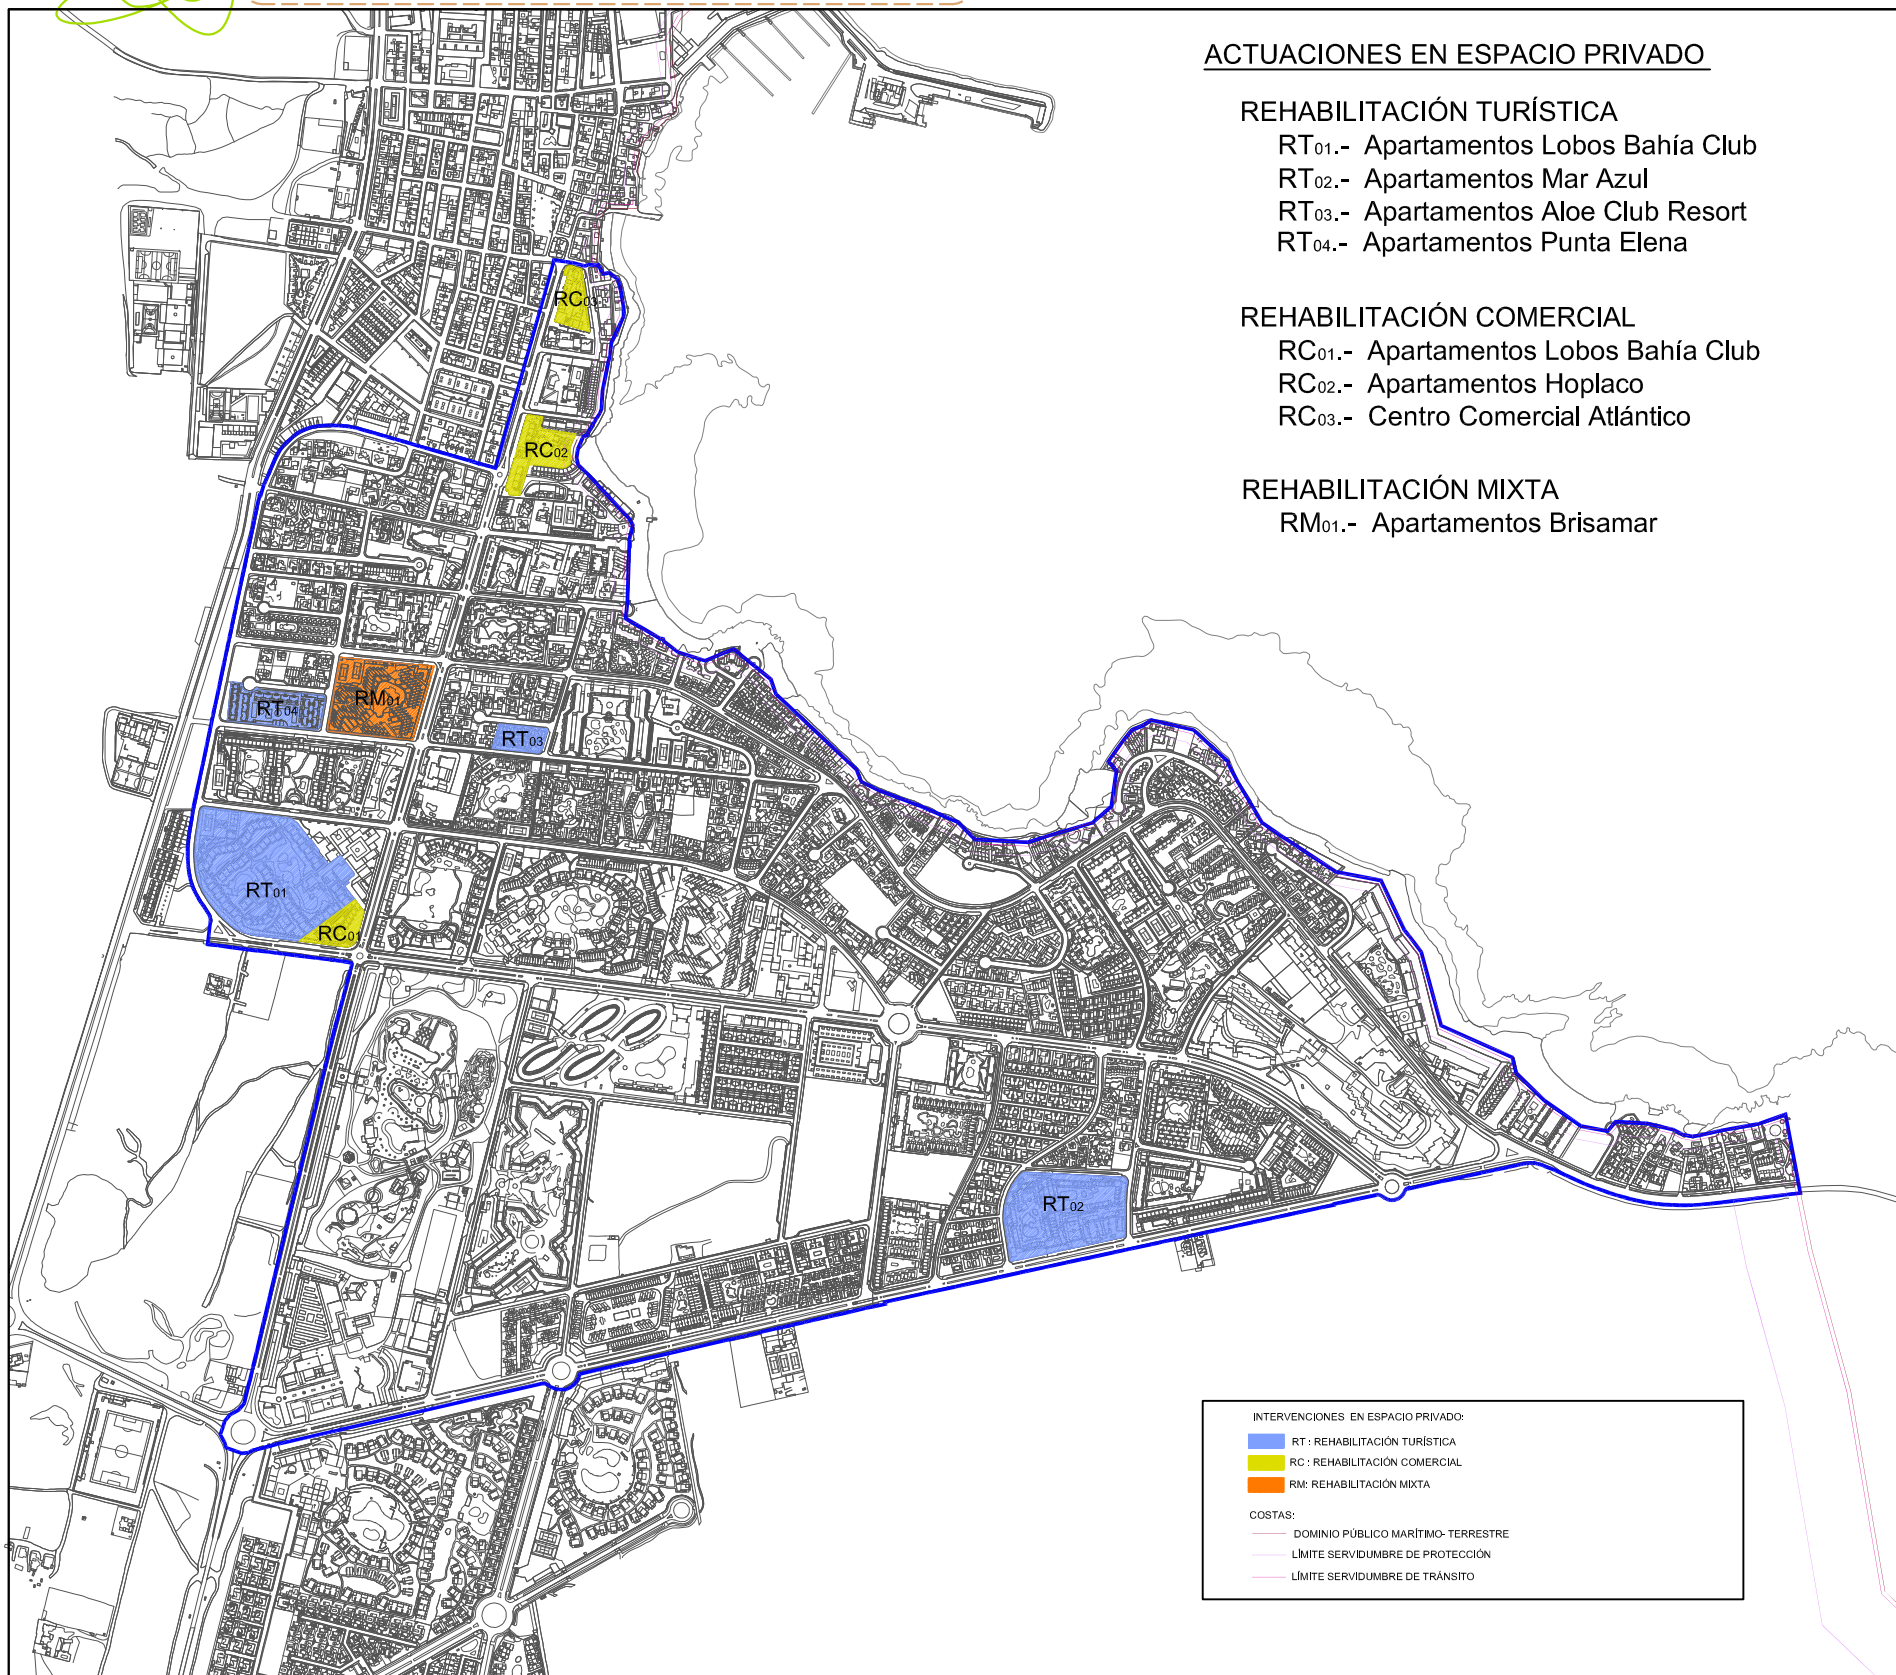 ACTUACIONES EN ESPACIO PRIVADO
REHABILITACIÓN TURÍSTICA
RT01.- Apartamentos Lobos Bahía Club
RT02.- Apartamentos Mar Azul
RT03.- Apartamentos Aloe Club Resort
RT04.- Apartamentos Punta Elena
REHABILITACIÓN COMERCIAL
RC01.- Apartamentos Lobos Bahía Club
RC02.- Apartamentos Hoplaco
RC03.- Centro Comercial Atlántico
REHABILITACIÓN MIXTA
RM01.- Apartamentos Brisamar
RC03
RC02
RM01
RT04
RT03
RT01
RC01
RT02
INTERVENCIONES EN ESPACIO PRIVADO:
RT : REHABILITACIÓN TURÍSTICA
RC : REHABILITACIÓN COMERCIAL
RM: REHABILITACIÓN MIXTA
COSTAS:
DOMINIO PÚBLICO MARÍTIMO- TERRESTRE
LÍMITE SERVIDUMBRE DE PROTECCIÓN
LÍMITE SERVIDUMBRE DE TRÁNSITO